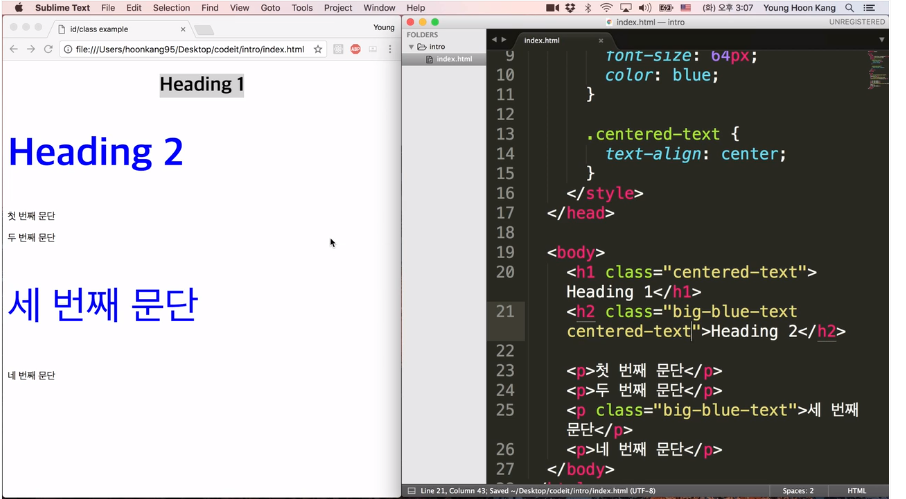 Sublime Text File Edit Selection Find View Goto Tools Project Window Help
(화) 오후 3:07 Young Hoon Kang
id/class example
Young
file:///Users/hoonkang95/Desktop/codeit/intro/index.html
Heading 1
Heading 2
첫 번째 문단
두 번째 문단
세 번째 문단
네 번째 문단
index.html — intro
UNREGISTERED
FOLDERS
intro
index.html
index.html
9 font-size: 64px;
10 color: blue;
11 }
12
13 .centered-text {
14 text-align: center;
15 }
16 </style>
17 </head>
18
19 <body>
20 <h1 class="centered-text">
Heading 1</h1>
21 <h2 class="big-blue-text
centered-text">Heading 2</h2>
22
23 <p>첫 번째 문단</p>
24 <p>두 번째 문단</p>
25 <p class="big-blue-text">세 번째
문단</p>
26 <p>네 번째 문단</p>
27 </body>
Line 21, Column 43; Saved ~/Desktop/codeit/intro/index.html (UTF-8)
Spaces: 2
HTML